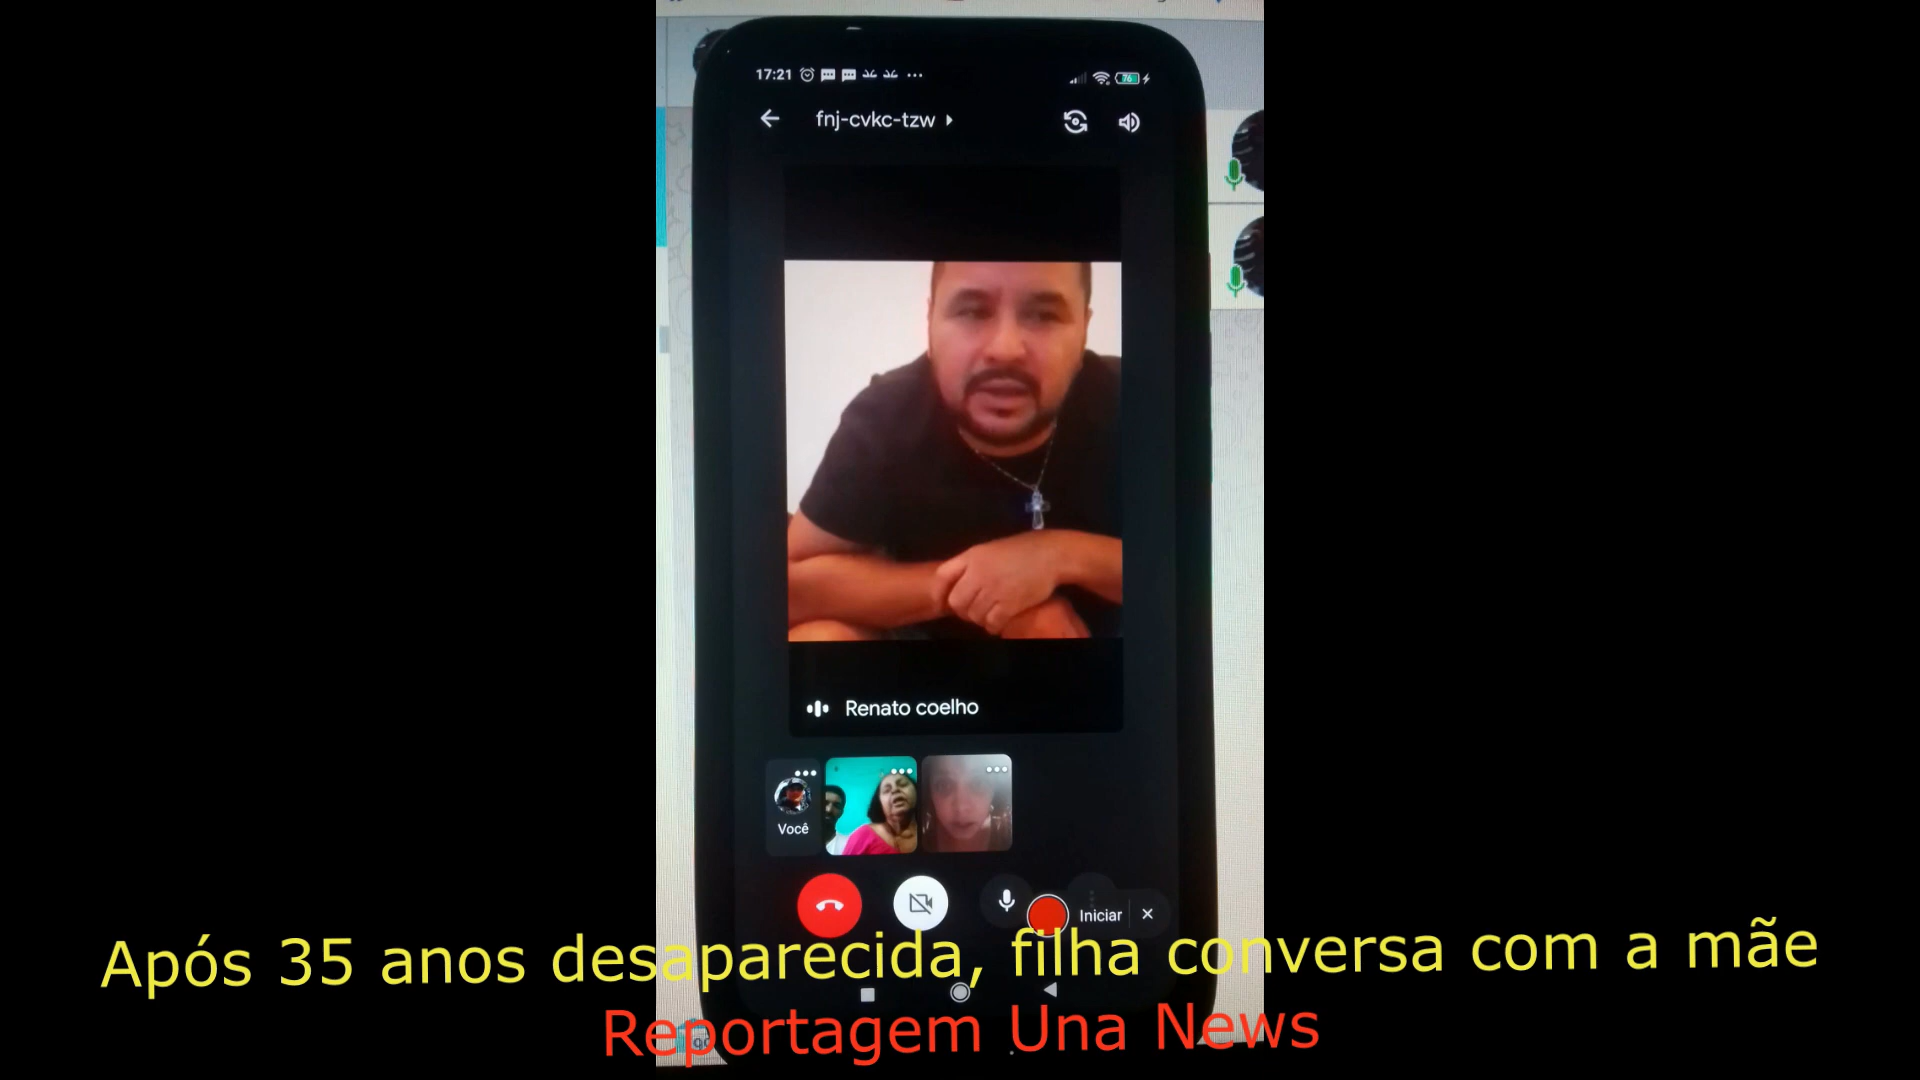 17:21
76
fnj-cvkc-tzw
Renato coelho
Você
Iniciar
Após 35 anos desaparecida, filha conversa com a mãe
Reportagem Una News